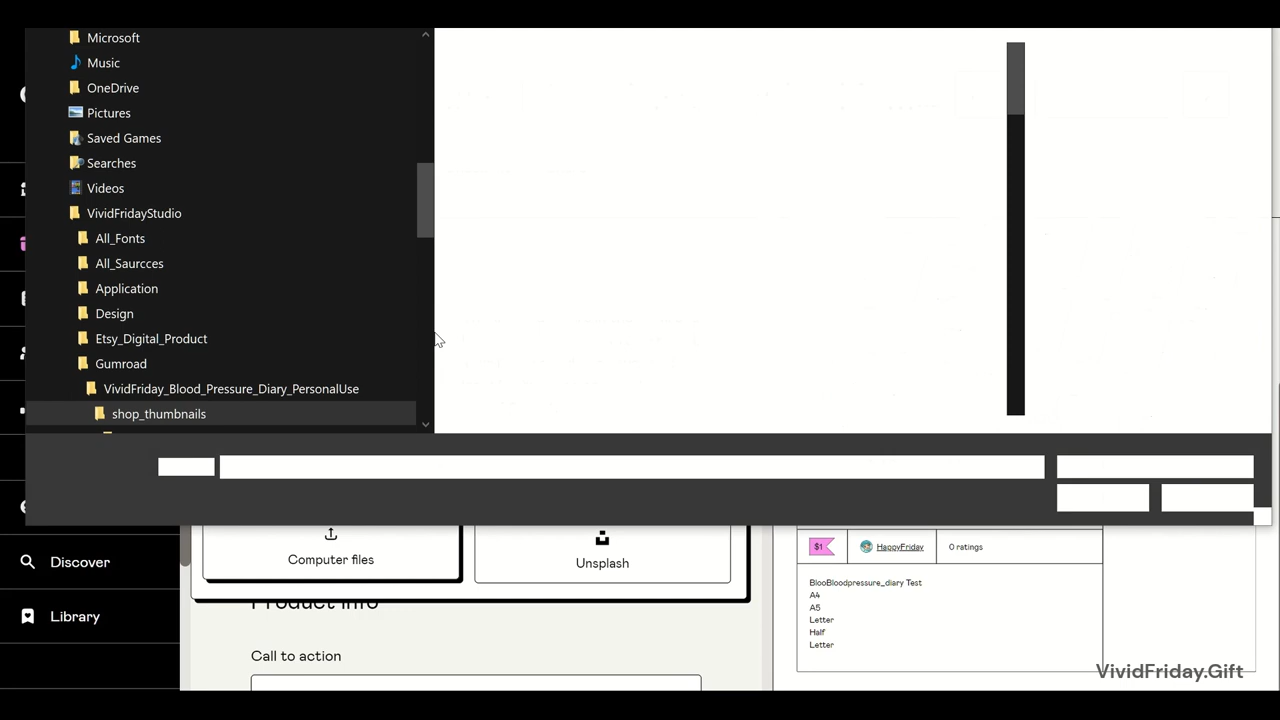 Microsoft
Music
OneDrive
Pictures
Saved Games
Searches
Videos
VividFridayStudio
All_Fonts
All_Saurcces
Application
Design
Etsy_Digital_Product
Gumroad
VividFriday_Blood_Pressure_Diary_PersonalUse
shop_thumbnails
Discover
Library
Computer files
Unsplash
Product info
Call to action
$1
HappyFriday
0 ratings
BlooBloodpressure_diary Test
A4
A5
Letter
Half
Letter
VividFriday.Gift